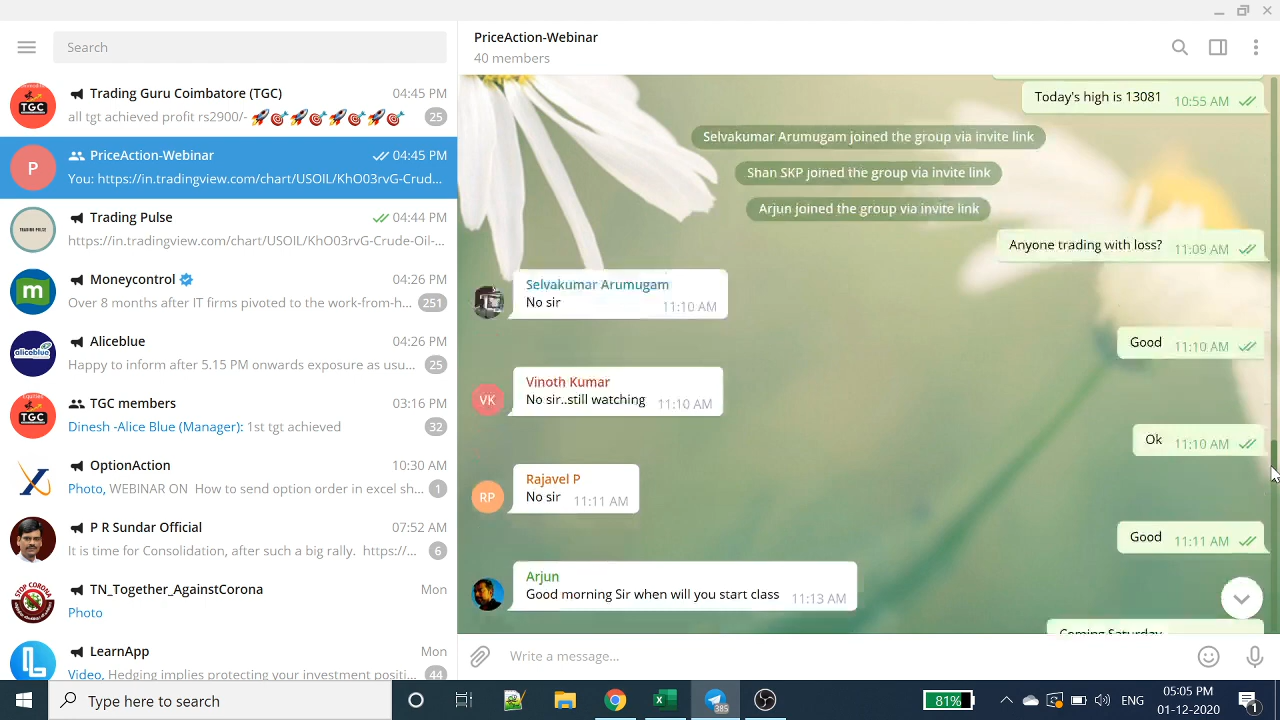 Search
Trading Guru Coimbatore (TGC) 04:45 PM
all tgt achieved profit rs2900/- 🚀🎯🚀🎯🚀🎯🚀🎯 25
P
PriceAction-Webinar 04:45 PM
You: https://in.tradingview.com/chart/USOIL/KhO03rvG-Crud...
Trading Pulse 04:44 PM
https://in.tradingview.com/chart/USOIL/KhO03rvG-Crude-Oil-...
Moneycontrol 04:26 PM
Over 8 months after IT firms pivoted to the work-from-h... 251
Aliceblue 04:26 PM
Happy to inform after 5.15 PM onwards exposure as usu... 25
TGC members 03:16 PM
Dinesh -Alice Blue (Manager): 1st tgt achieved 32
OptionAction 10:30 AM
Photo, WEBINAR ON How to send option order in excel sh... 1
P R Sundar Official 07:52 AM
It is time for Consolidation, after such a big rally. https://... 6
TN_Together_AgainstCorona Mon
Photo
LearnApp Mon
Video, Hedging implies protecting your investment positi... 44
PriceAction-Webinar
40 members
Today's high is 13081 10:55 AM
Selvakumar Arumugam joined the group via invite link
Shan SKP joined the group via invite link
Arjun joined the group via invite link
Anyone trading with loss? 11:09 AM
Selvakumar Arumugam
No sir 11:10 AM
Good 11:10 AM
Vinoth Kumar
VK
No sir..still watching 11:10 AM
Ok 11:10 AM
Rajavel P
RP
No sir 11:11 AM
Good 11:11 AM
Arjun
Good morning Sir when will you start class 11:13 AM
Coming Saturday
Write a message...
Type here to search
385
81%
ENG
05:05 PM
01-12-2020
1